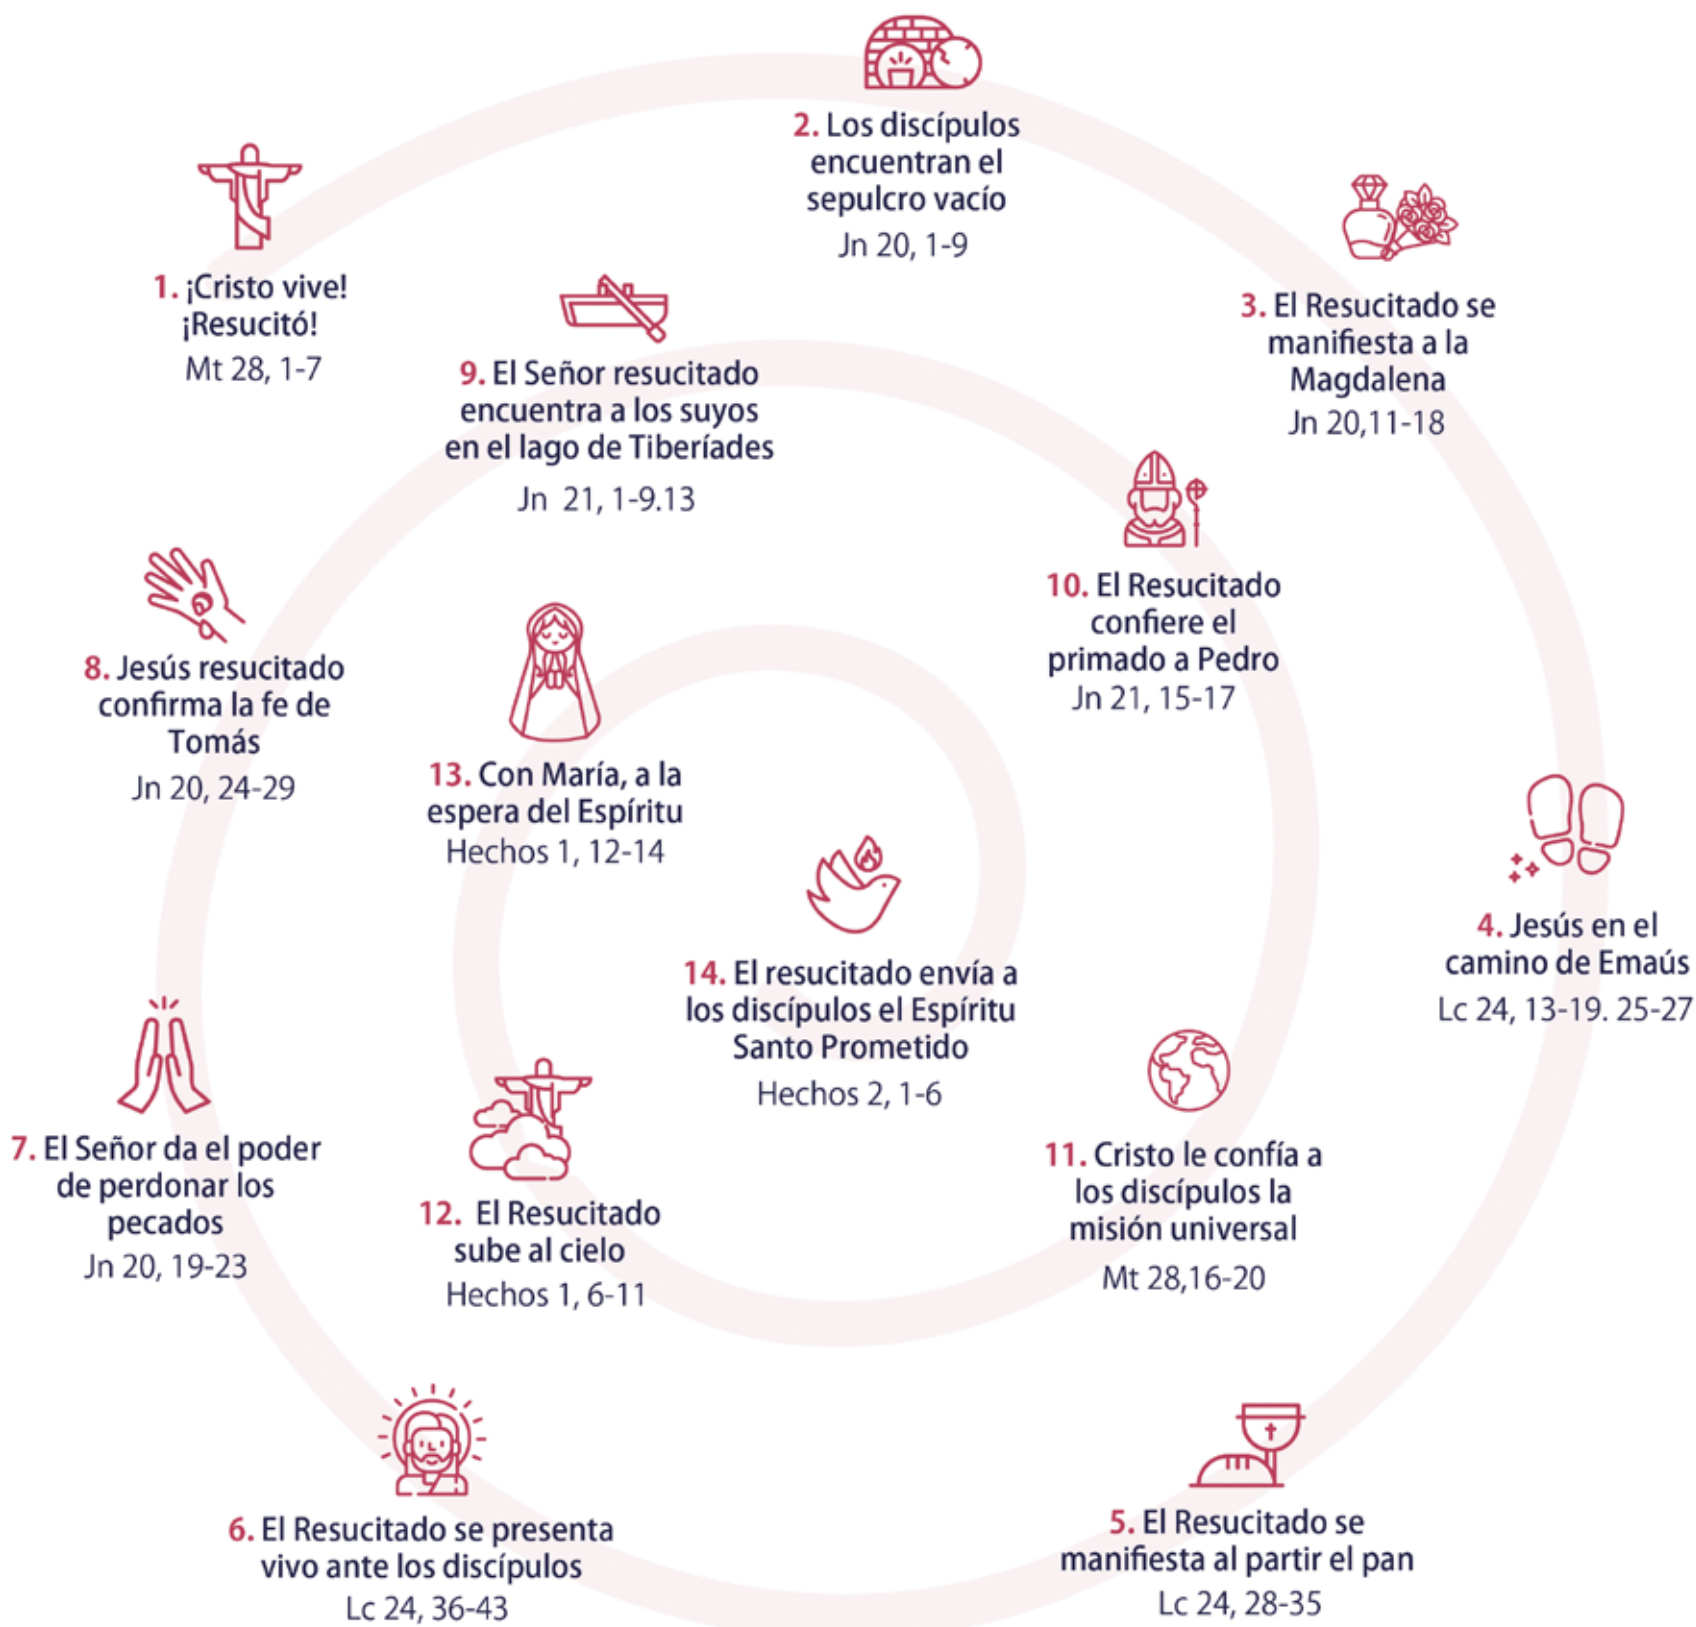 1. ¡Cristo vive!
¡Resucitó!
Mt 28, 1-7
2. Los discípulos
encuentran el
sepulcro vacío
Jn 20, 1-9
3. El Resucitado se
manifiesta a la
Magdalena
Jn 20,11-18
4. Jesús en el
camino de Emaús
Lc 24, 13-19. 25-27
5. El Resucitado se
manifiesta al partir el pan
Lc 24, 28-35
6. El Resucitado se presenta
vivo ante los discípulos
Lc 24, 36-43
7. El Señor da el poder
de perdonar los
pecados
Jn 20, 19-23
8. Jesús resucitado
confirma la fe de
Tomás
Jn 20, 24-29
9. El Señor resucitado
encuentra a los suyos
en el lago de Tiberíades
Jn 21, 1-9.13
10. El Resucitado
confiere el
primado a Pedro
Jn 21, 15-17
11. Cristo le confía a
los discípulos la
misión universal
Mt 28,16-20
12. El Resucitado
sube al cielo
Hechos 1, 6-11
13. Con María, a la
espera del Espíritu
Hechos 1, 12-14
14. El resucitado envía a
los discípulos el Espíritu
Santo Prometido
Hechos 2, 1-6